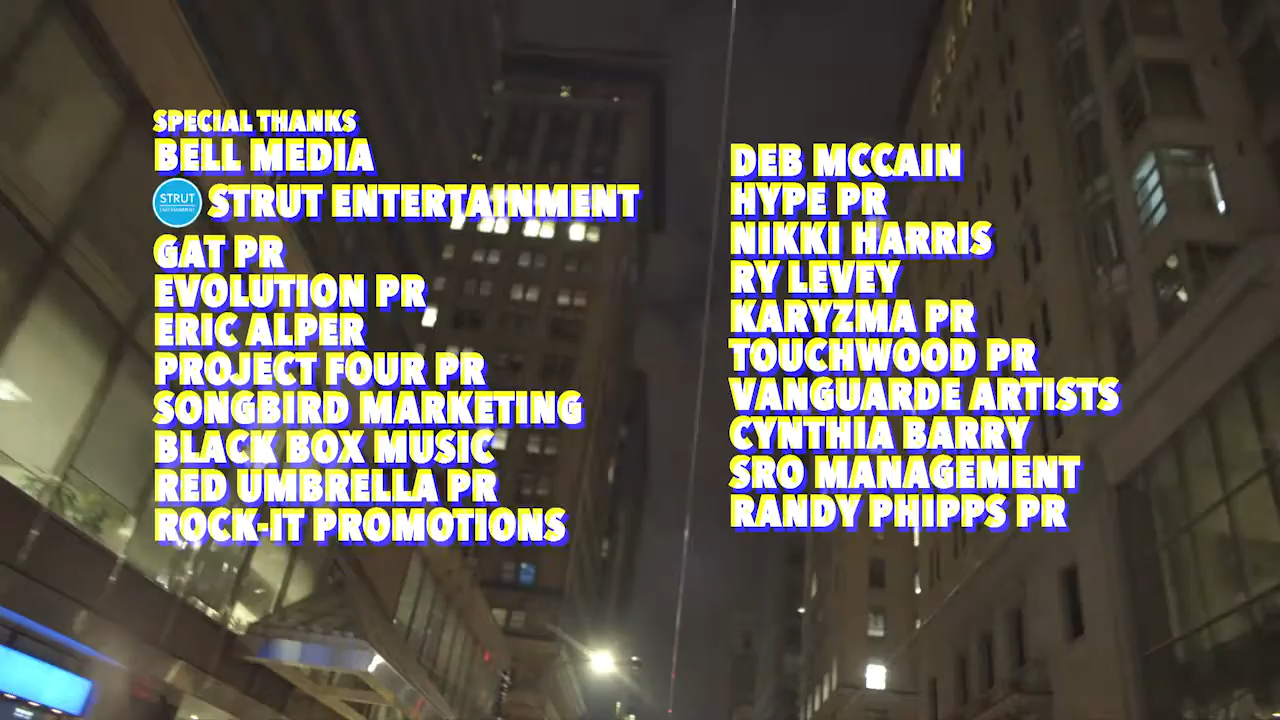 SPECIAL THANKS
BELL MEDIA
STRUT
STRUT ENTERTAINMENT
GAT PR
EVOLUTION PR
ERIC ALPER
PROJECT FOUR PR
SONGBIRD MARKETING
BLACK BOX MUSIC
RED UMBRELLA PR
ROCK-IT PROMOTIONS
DEB MCCAIN
HYPE PR
NIKKI HARRIS
RY LEVEY
KARYZMA PR
TOUCHWOOD PR
VANGUARDE ARTISTS
CYNTHIA BARRY
SRO MANAGEMENT
RANDY PHIPPS PR